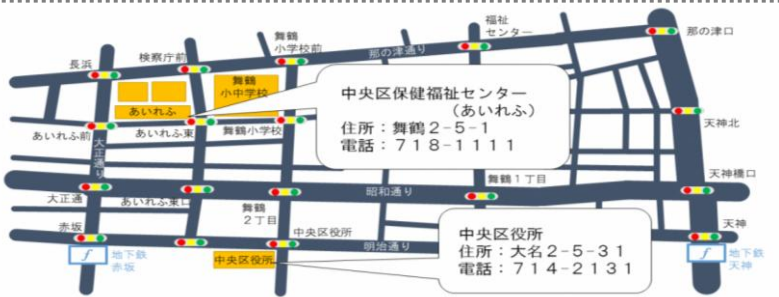 福祉
センター
那の津口
舞鶴
小学校前
那の津通り
検察庁前
長浜
舞鶴
小中学校
あいれふ
中央区保健福祉センター
(あいれふ)
住所:舞鶴2-5-1
電話:718-1111
あいれふ前
あいれふ東
舞鶴小学校
天神北
大正通り
舞鶴1丁目
天神橋口
昭和通り
大正通
あいれふ東口
舞鶴
2丁目
赤坂
中央区役所
明治通り
天神
中央区役所
住所:大名2-5-31
電話:714-2131
f
地下鉄
赤坂
中央区役所
f
地下鉄
天神